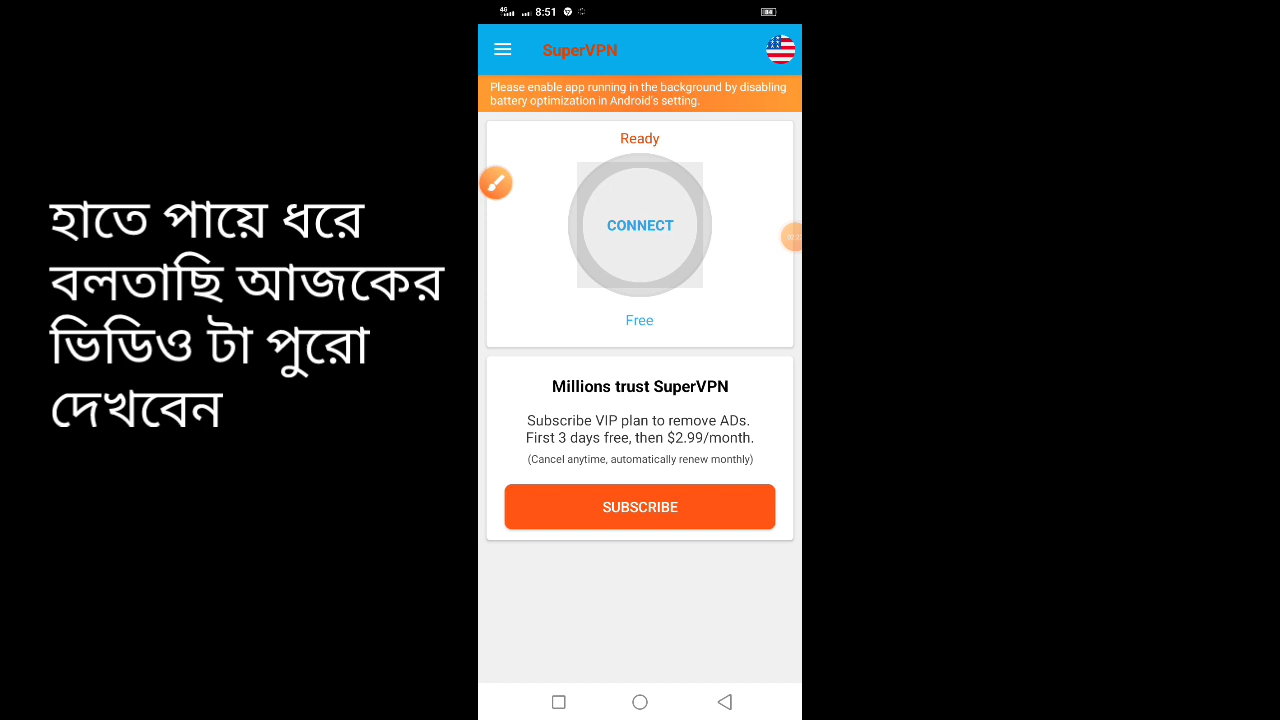 হাতে পায়ে ধরে
বলতাছি আজকের
ভিডিও টা পুরো
দেখবেন
4G 8:51 84
SuperVPN
Please enable app running in the background by disabling
battery optimization in Android's setting.
Ready
CONNECT
Free
Millions trust SuperVPN
Subscribe VIP plan to remove ADs.
First 3 days free, then $2.99/month.
(Cancel anytime, automatically renew monthly)
SUBSCRIBE